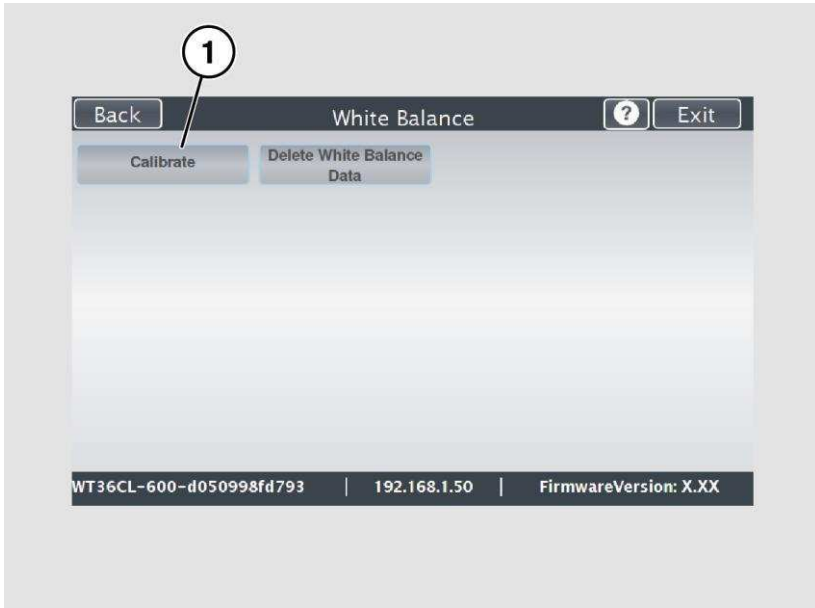 1
Back White Balance ? Exit
Calibrate Delete White Balance
Data
WT36CL-600-d050998fd793 | 192.168.1.50 | FirmwareVersion: X.XX